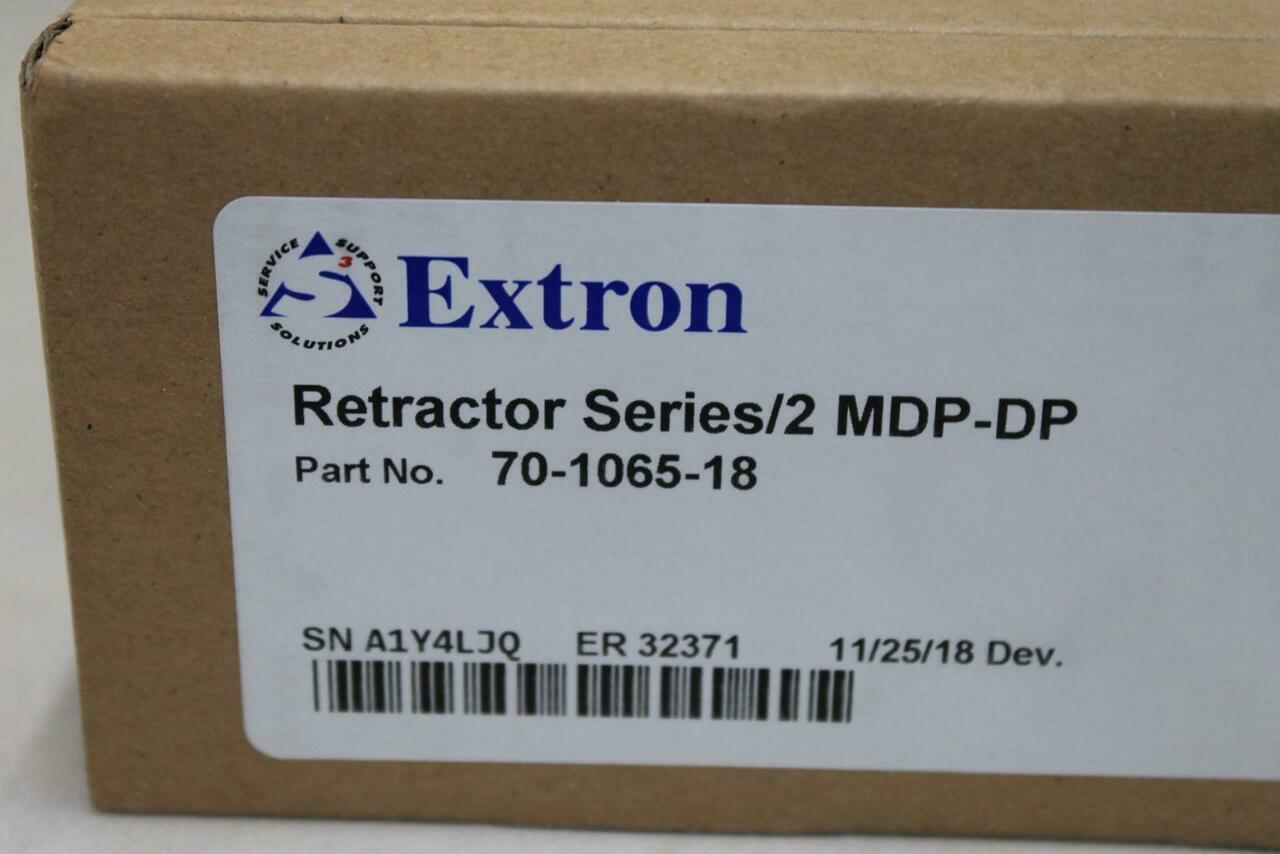 SERVICE SUPPORT SOLUTIONS
S3
Extron
Retractor Series/2 MDP-DP
Part No. 70-1065-18
SN A1Y4LJQ ER 32371 11/25/18 Dev.